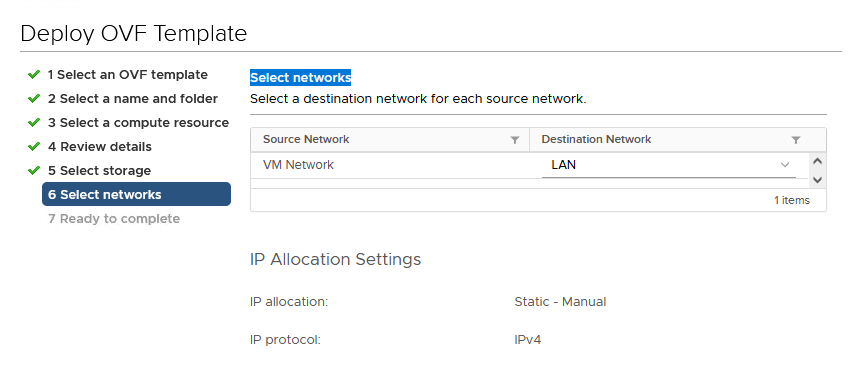 Deploy OVF Template
1 Select an OVF template
2 Select a name and folder
3 Select a compute resource
4 Review details
5 Select storage
6 Select networks
7 Ready to complete
Select networks
Select a destination network for each source network.
Source Network Destination Network
VM Network LAN
1 items
IP Allocation Settings
IP allocation: Static - Manual
IP protocol: IPv4